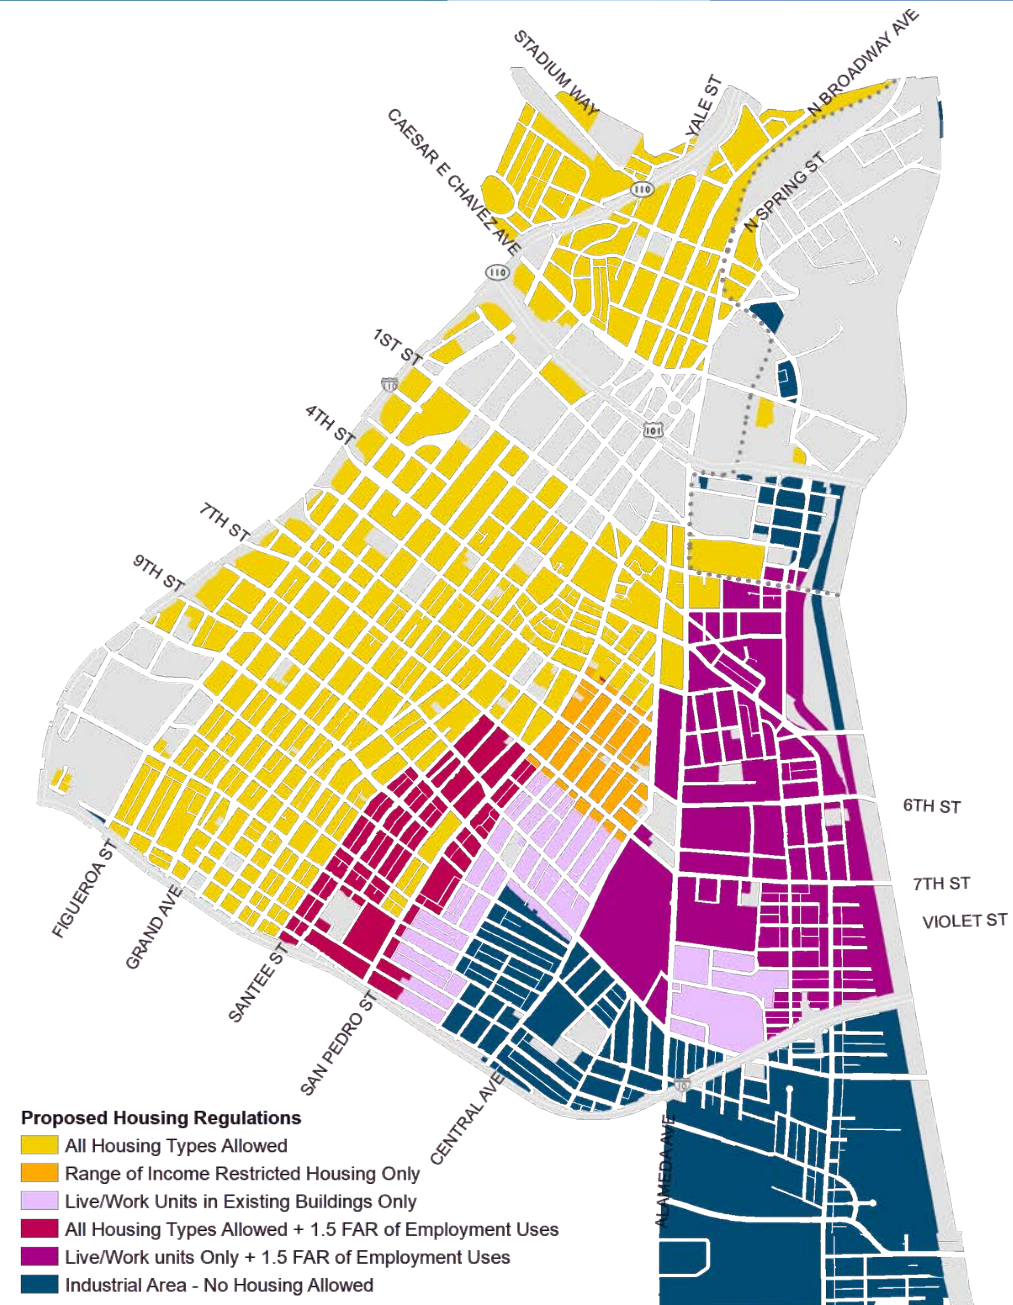 STADIUM WAY
N BROADWAY AVE
YALE ST
CAESAR E CHAVEZ AVE
110
N SPRING ST
110
1ST ST
110
4TH ST
101
7TH ST
9TH ST
6TH ST
7TH ST
VIOLET ST
FIGUEROA ST
GRAND AVE
SANTEE ST
SAN PEDRO ST
CENTRAL AVE
ALAMEDA AVE
Proposed Housing Regulations
All Housing Types Allowed
Range of Income Restricted Housing Only
Live/Work Units in Existing Buildings Only
All Housing Types Allowed + 1.5 FAR of Employment Uses
Live/Work units Only + 1.5 FAR of Employment Uses
Industrial Area - No Housing Allowed